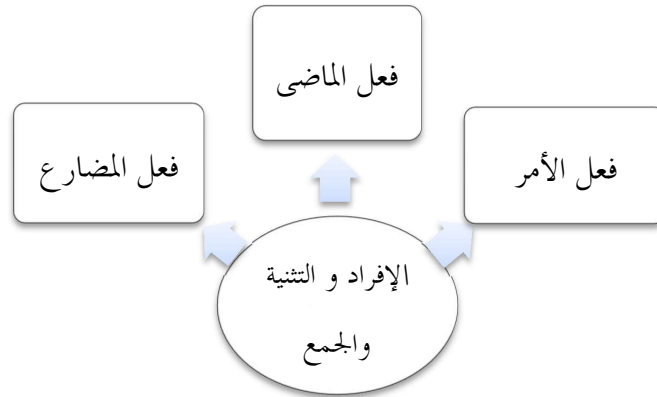 فعل الماضى
فعل الأمر
فعل المضارع
الإفراد و التثنية
والجمع